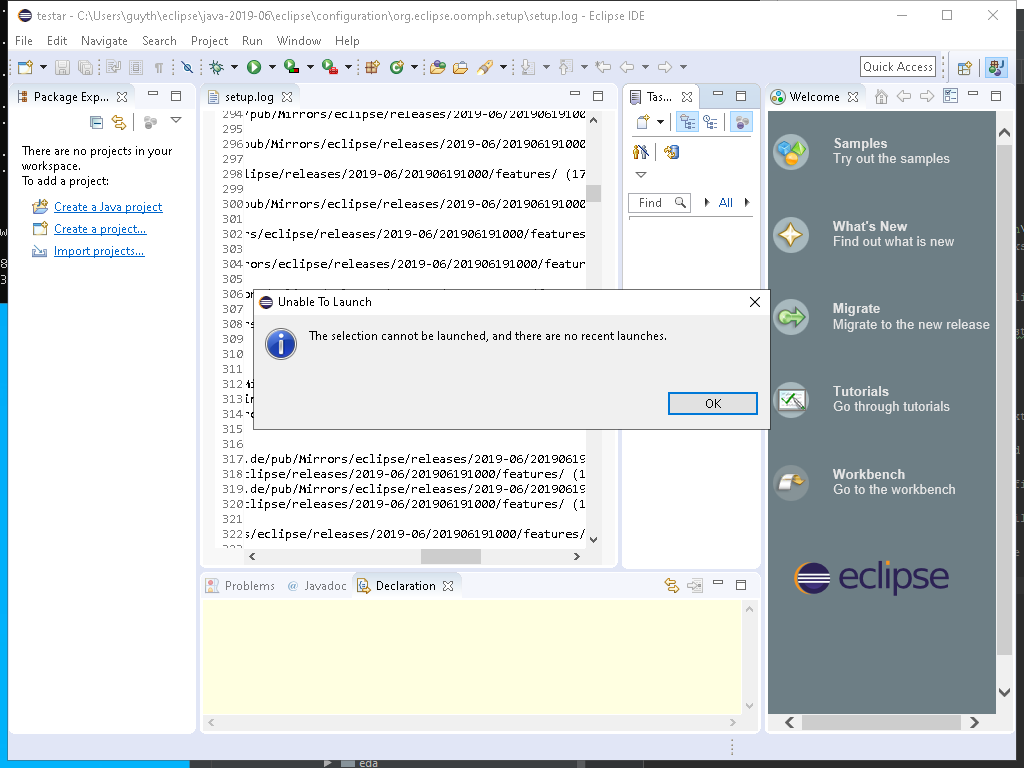 testar - C:\Users\guyth\eclipse\java-2019-06\eclipse\configuration\org.eclipse.oomph.setup\setup.log - Eclipse IDE
File Edit Navigate Search Project Run Window Help
Quick Access
Package Exp...
There are no projects in your
workspace.
To add a project:
Create a Java project
Create a project...
Import projects...
setup.log
294 /pub/Mirrors/eclipse/releases/2019-06/201906191000
295
296 pub/Mirrors/eclipse/releases/2019-06/201906191000
297
298 lipse/releases/2019-06/201906191000/features/ (17
299
300 pub/Mirrors/eclipse/releases/2019-06/201906191000
301
302 rs/eclipse/releases/2019-06/201906191000/features
303
304 rors/eclipse/releases/2019-06/201906191000/featur
305
306
307
308
309
310
311
312
313
314
315
316
317 .de/pub/Mirrors/eclipse/releases/2019-06/20190619
318 clipse/releases/2019-06/201906191000/features/ (1
319 .de/pub/Mirrors/eclipse/releases/2019-06/20190619
320 clipse/releases/2019-06/201906191000/features/ (1
321
322 s/eclipse/releases/2019-06/201906191000/features/
Tas...
Find
All
Unable To Launch
The selection cannot be launched, and there are no recent launches.
OK
Welcome
Samples
Try out the samples
What's New
Find out what is new
Migrate
Migrate to the new release
Tutorials
Go through tutorials
Workbench
Go to the workbench
eclipse
Problems @ Javadoc Declaration
eda